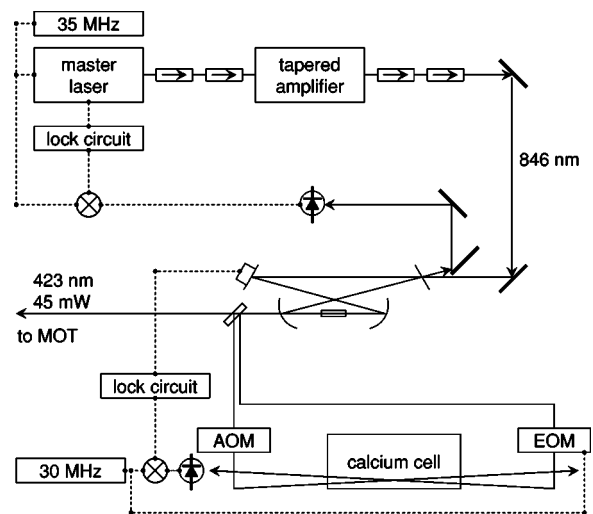 35 MHz
master
laser
tapered
amplifier
lock circuit
846 nm
423 nm
45 mW
to MOT
lock circuit
AOM
calcium cell
EOM
30 MHz